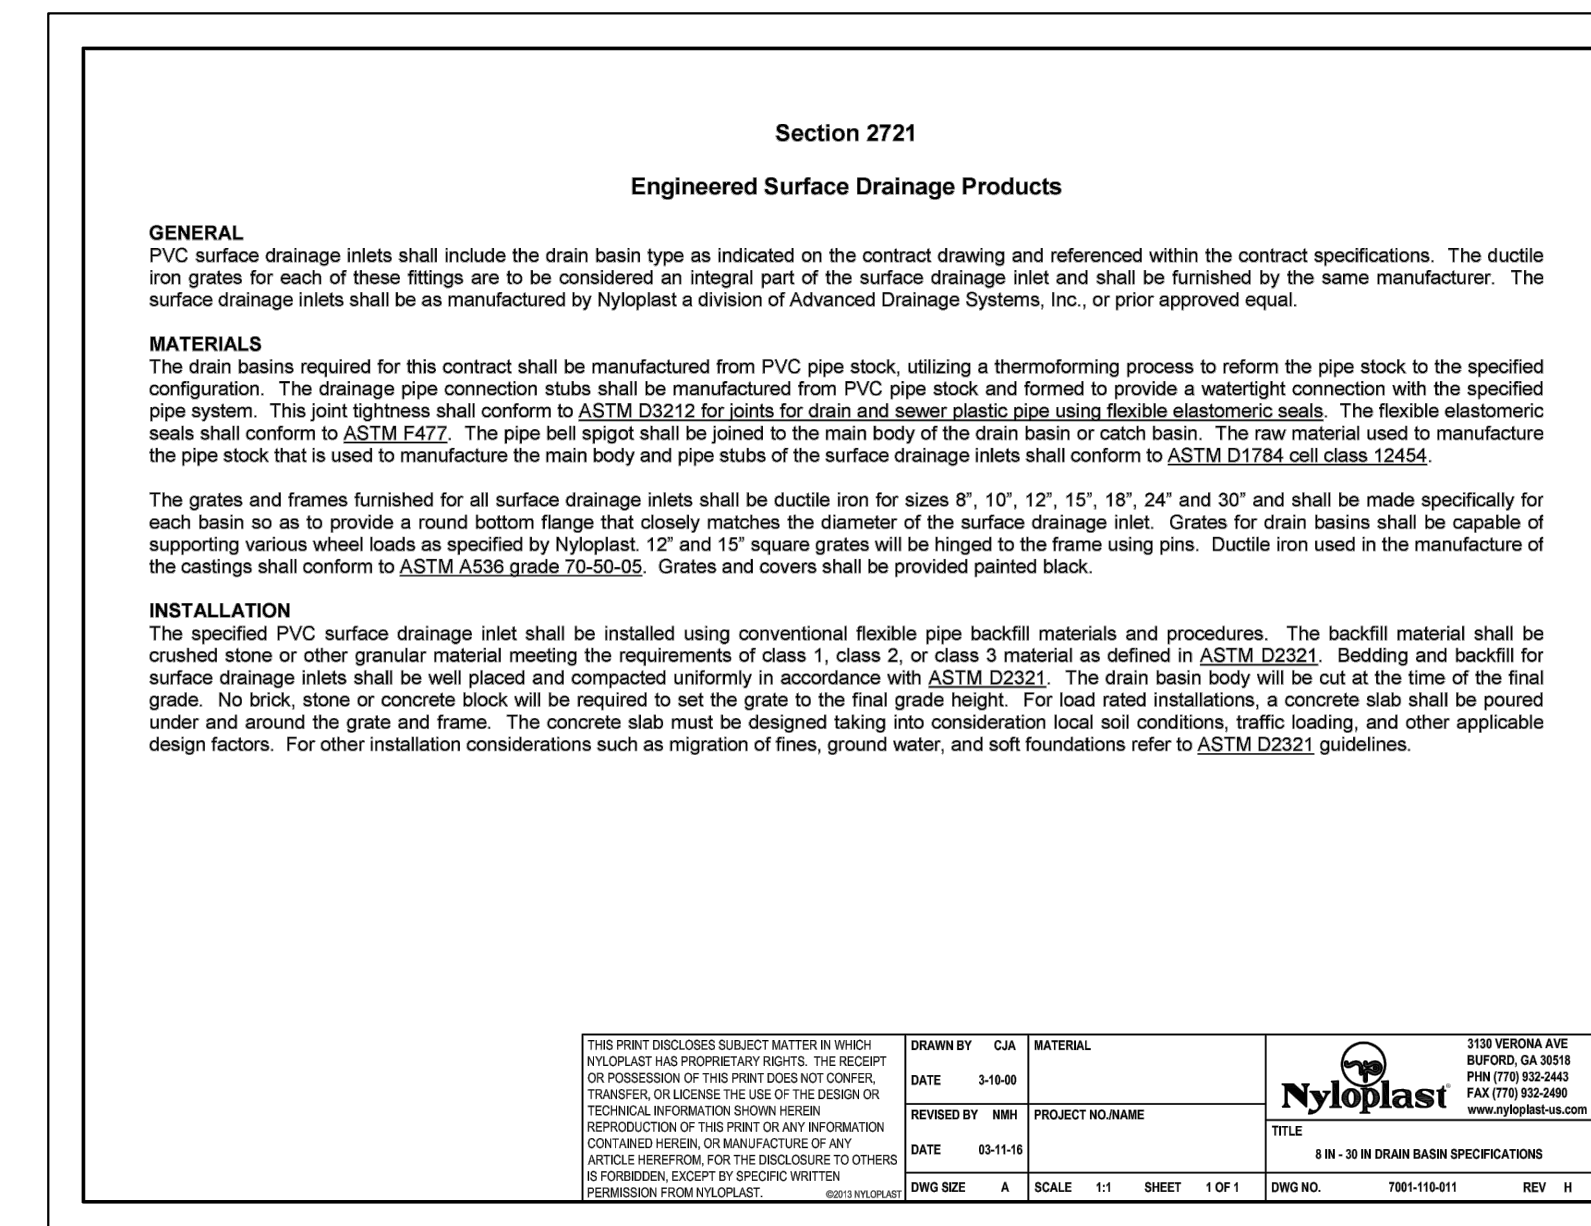 Section 2721
Engineered Surface Drainage Products
GENERAL
PVC surface drainage inlets shall include the drain basin type as indicated on the contract drawing and referenced within the contract specifications. The ductile
iron grates for each of these fittings are to be considered an integral part of the surface drainage inlet and shall be furnished by the same manufacturer. The
surface drainage inlets shall be as manufactured by Nyloplast a division of Advanced Drainage Systems, Inc., or prior approved equal.
MATERIALS
The drain basins required for this contract shall be manufactured from PVC pipe stock, utilizing a thermoforming process to reform the pipe stock to the specified
configuration. The drainage pipe connection stubs shall be manufactured from PVC pipe stock and formed to provide a watertight connection with the specified
pipe system. This joint tightness shall conform to ASTM D3212 for joints for drain and sewer plastic pipe using flexible elastomeric seals. The flexible elastomeric
seals shall conform to ASTM F477. The pipe bell spigot shall be joined to the main body of the drain basin or catch basin. The raw material used to manufacture
the pipe stock that is used to manufacture the main body and pipe stubs of the surface drainage inlets shall conform to ASTM D1784 cell class 12454.
The grates and frames furnished for all surface drainage inlets shall be ductile iron for sizes 8”, 10”, 12”, 15”, 18”, 24” and 30” and shall be made specifically for
each basin so as to provide a round bottom flange that closely matches the diameter of the surface drainage inlet. Grates for drain basins shall be capable of
supporting various wheel loads as specified by Nyloplast. 12” and 15” square grates will be hinged to the frame using pins. Ductile iron used in the manufacture of
the castings shall conform to ASTM A536 grade 70-50-05. Grates and covers shall be provided painted black.
INSTALLATION
The specified PVC surface drainage inlet shall be installed using conventional flexible pipe backfill materials and procedures. The backfill material shall be
crushed stone or other granular material meeting the requirements of class 1, class 2, or class 3 material as defined in ASTM D2321. Bedding and backfill for
surface drainage inlets shall be well placed and compacted uniformly in accordance with ASTM D2321. The drain basin body will be cut at the time of the final
grade. No brick, stone or concrete block will be required to set the grate to the final grade height. For load rated installations, a concrete slab shall be poured
under and around the grate and frame. The concrete slab must be designed taking into consideration local soil conditions, traffic loading, and other applicable
design factors. For other installation considerations such as migration of fines, ground water, and soft foundations refer to ASTM D2321 guidelines.
THIS PRINT DISCLOSES SUBJECT MATTER IN WHICH
NYLOPLAST HAS PROPRIETARY RIGHTS. THE RECEIPT
OR POSSESSION OF THIS PRINT DOES NOT CONFER,
TRANSFER, OR LICENSE THE USE OF THE DESIGN OR
TECHNICAL INFORMATION SHOWN HEREIN
REPRODUCTION OF THIS PRINT OR ANY INFORMATION
CONTAINED HEREIN, OR MANUFACTURE OF ANY
ARTICLE HEREFROM, FOR THE DISCLOSURE TO OTHERS
IS FORBIDDEN, EXCEPT BY SPECIFIC WRITTEN
PERMISSION FROM NYLOPLAST. ©2013 NYLOPLAST
DRAWN BY CJA
DATE 3-10-00
REVISED BY NMH
DATE 03-11-16
DWG SIZE A
MATERIAL
PROJECT NO./NAME
SCALE 1:1 SHEET 1 OF 1
Nyloplast®
3130 VERONA AVE
BUFORD, GA 30518
PHN (770) 932-2443
FAX (770) 932-2490
www.nyloplast-us.com
TITLE
8 IN - 30 IN DRAIN BASIN SPECIFICATIONS
DWG NO. 7001-110-011 REV H